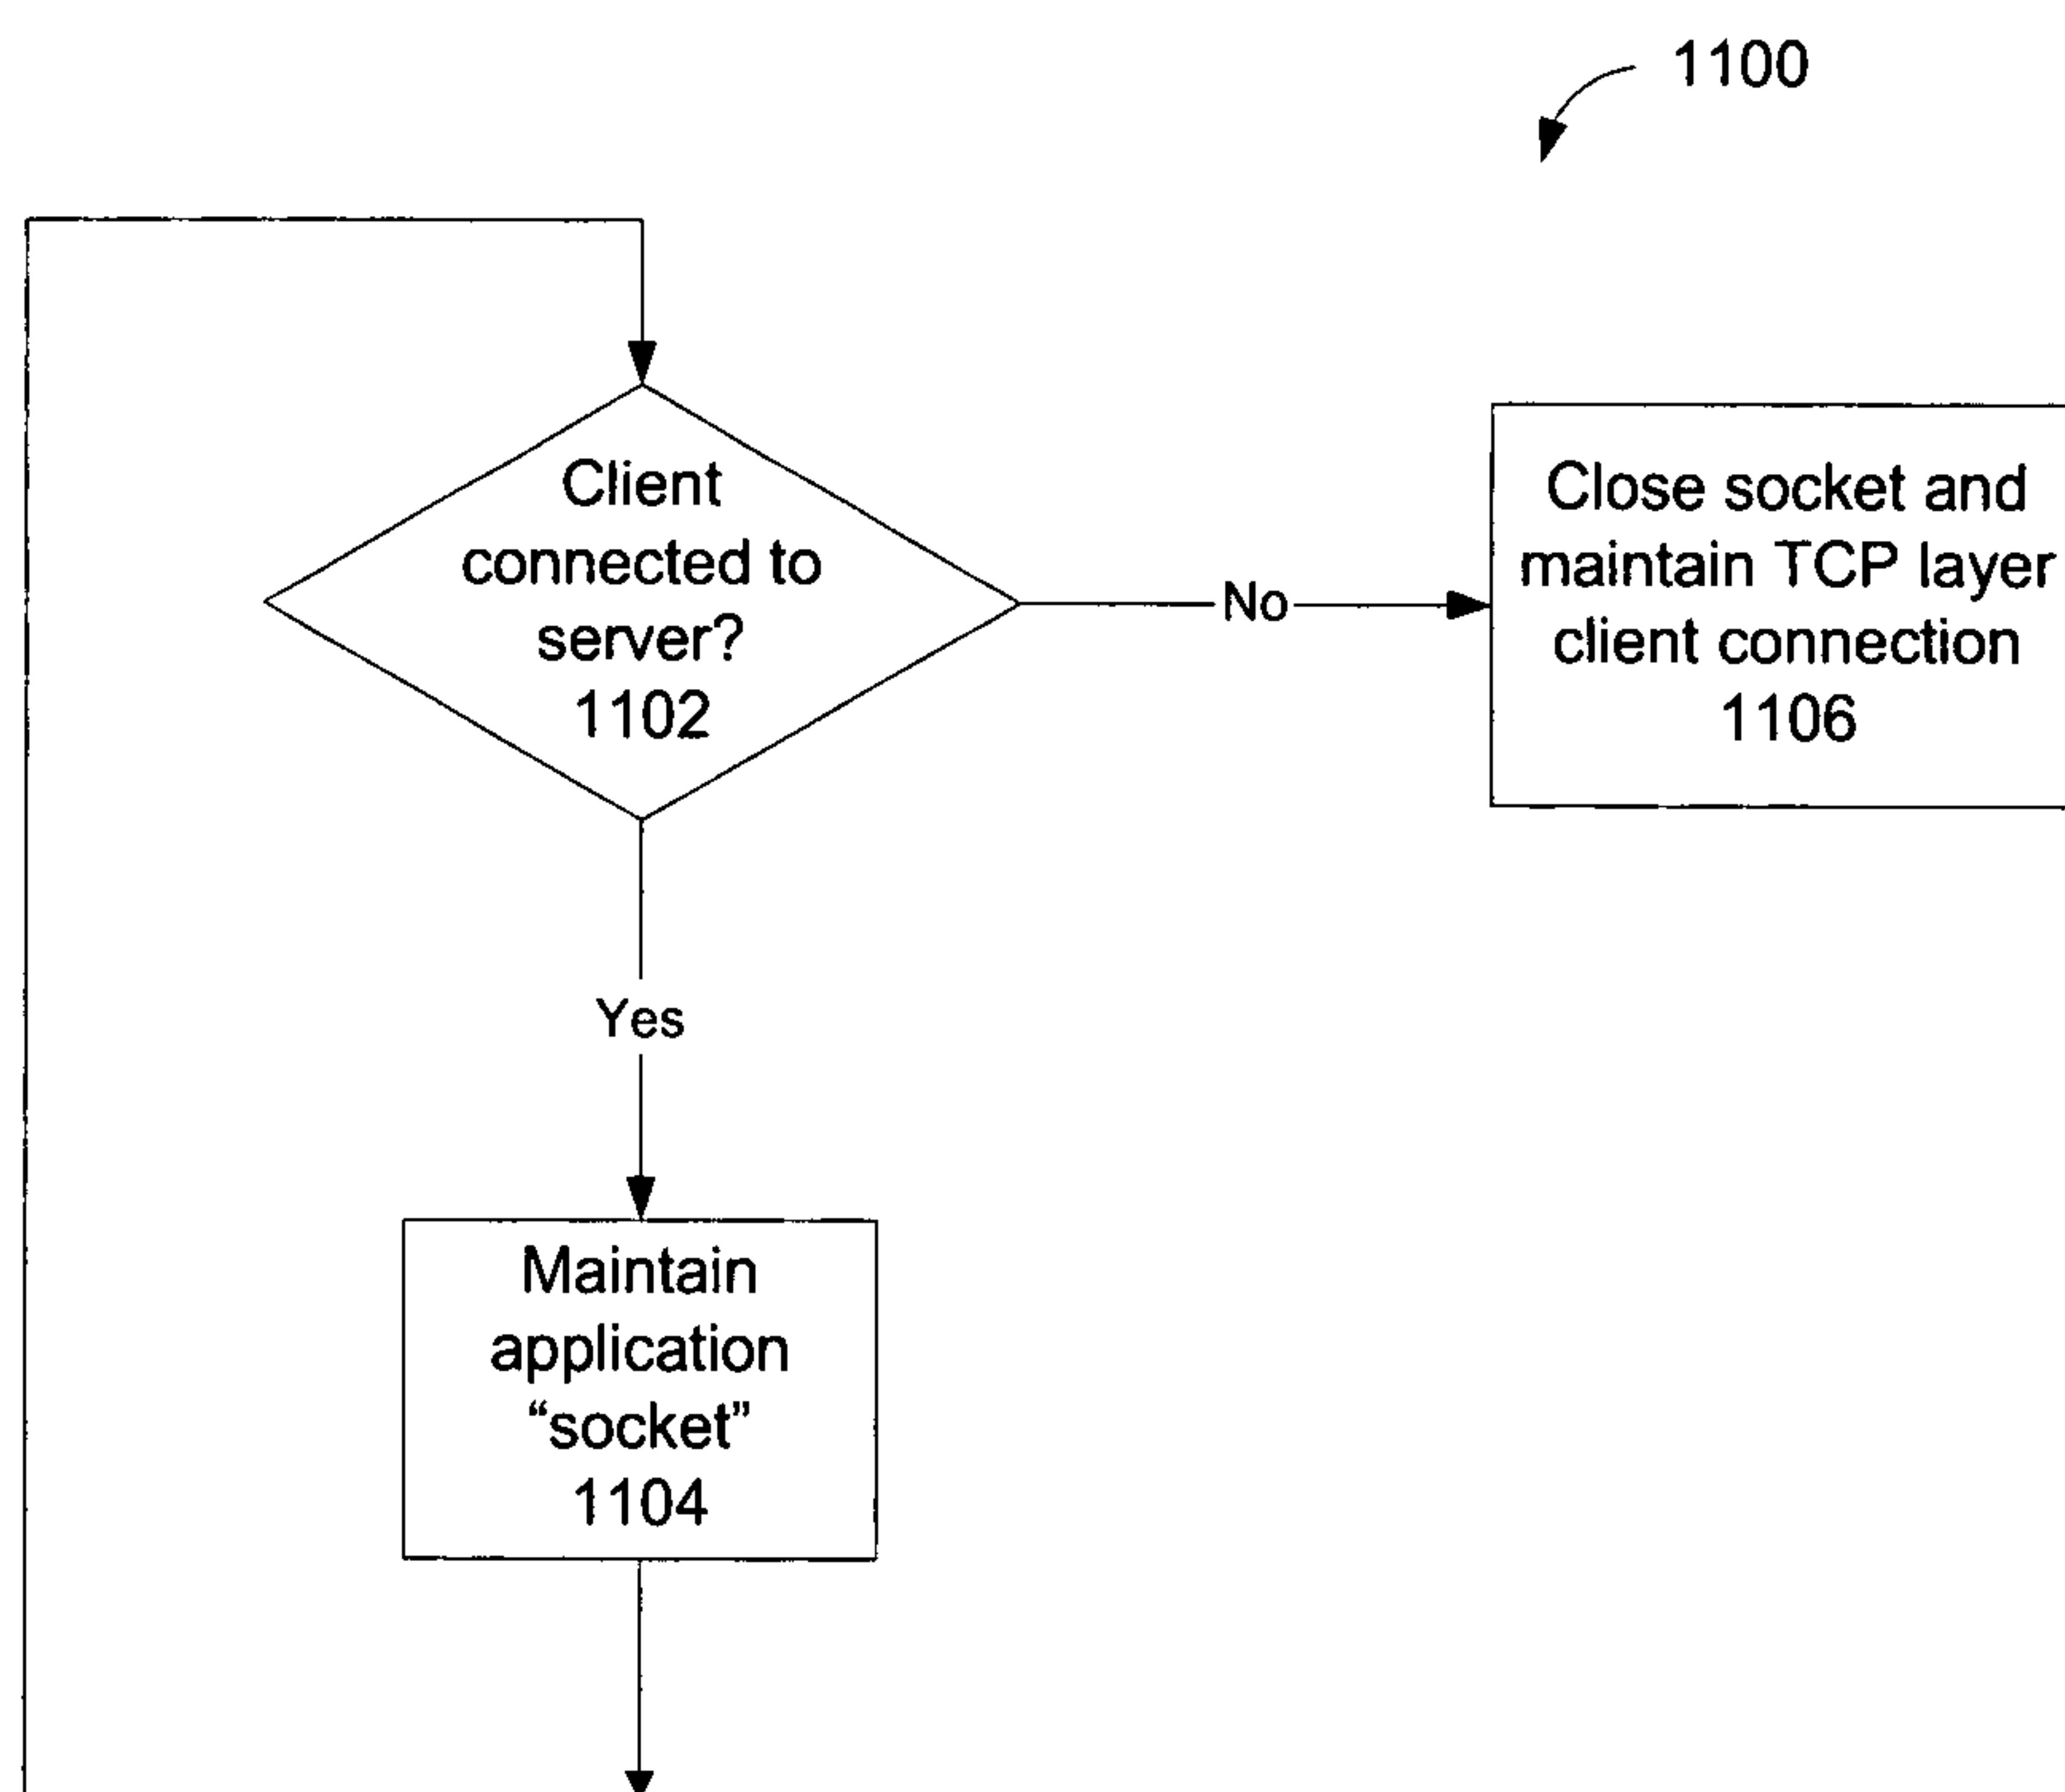 1100
Client
connected to
server?
1102
No
Close socket and
maintain TCP layer
client connection
1106
Yes
Maintain
application
“socket”
1104